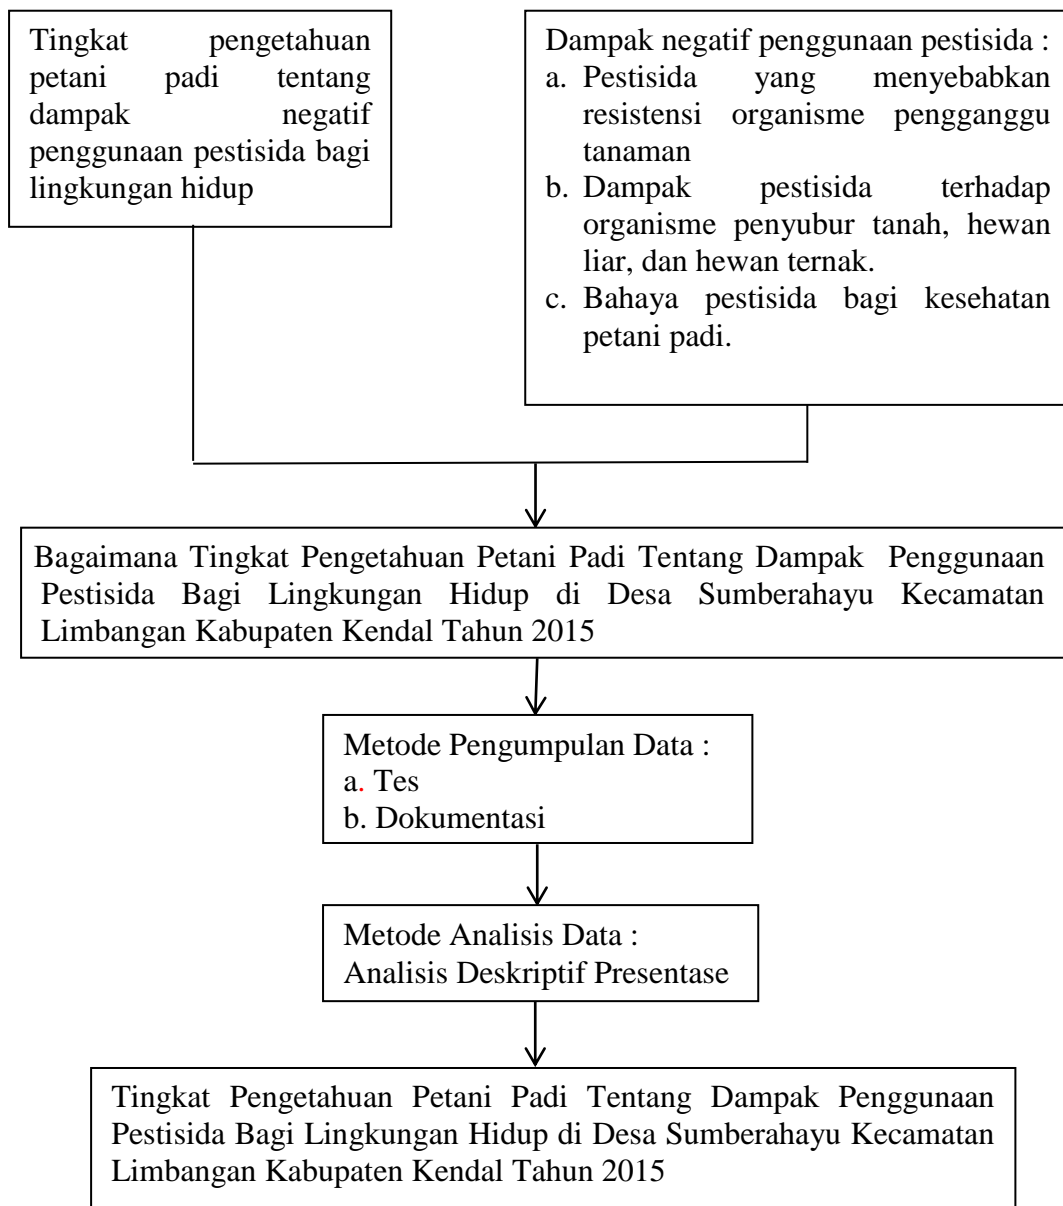 Tingkat pengetahuan
petani padi tentang
dampak negatif
penggunaan pestisida bagi
lingkungan hidup
Dampak negatif penggunaan pestisida :
a. Pestisida yang menyebabkan
resistensi organisme pengganggu
tanaman
b. Dampak pestisida terhadap
organisme penyubur tanah, hewan
liar, dan hewan ternak.
c. Bahaya pestisida bagi kesehatan
petani padi.
Bagaimana Tingkat Pengetahuan Petani Padi Tentang Dampak Penggunaan
Pestisida Bagi Lingkungan Hidup di Desa Sumberahayu Kecamatan
Limbangan Kabupaten Kendal Tahun 2015
Metode Pengumpulan Data :
a. Tes
b. Dokumentasi
Metode Analisis Data :
Analisis Deskriptif Presentase
Tingkat Pengetahuan Petani Padi Tentang Dampak Penggunaan
Pestisida Bagi Lingkungan Hidup di Desa Sumberahayu Kecamatan
Limbangan Kabupaten Kendal Tahun 2015